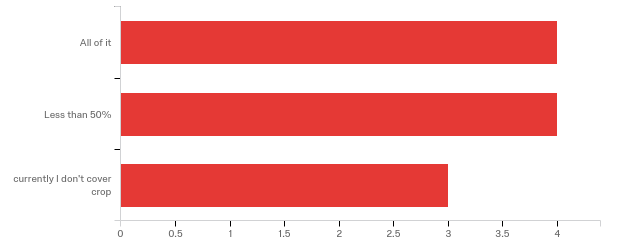 All of it
Less than 50%
currently I don't cover
crop
0 0.5 1 1.5 2 2.5 3 3.5 4